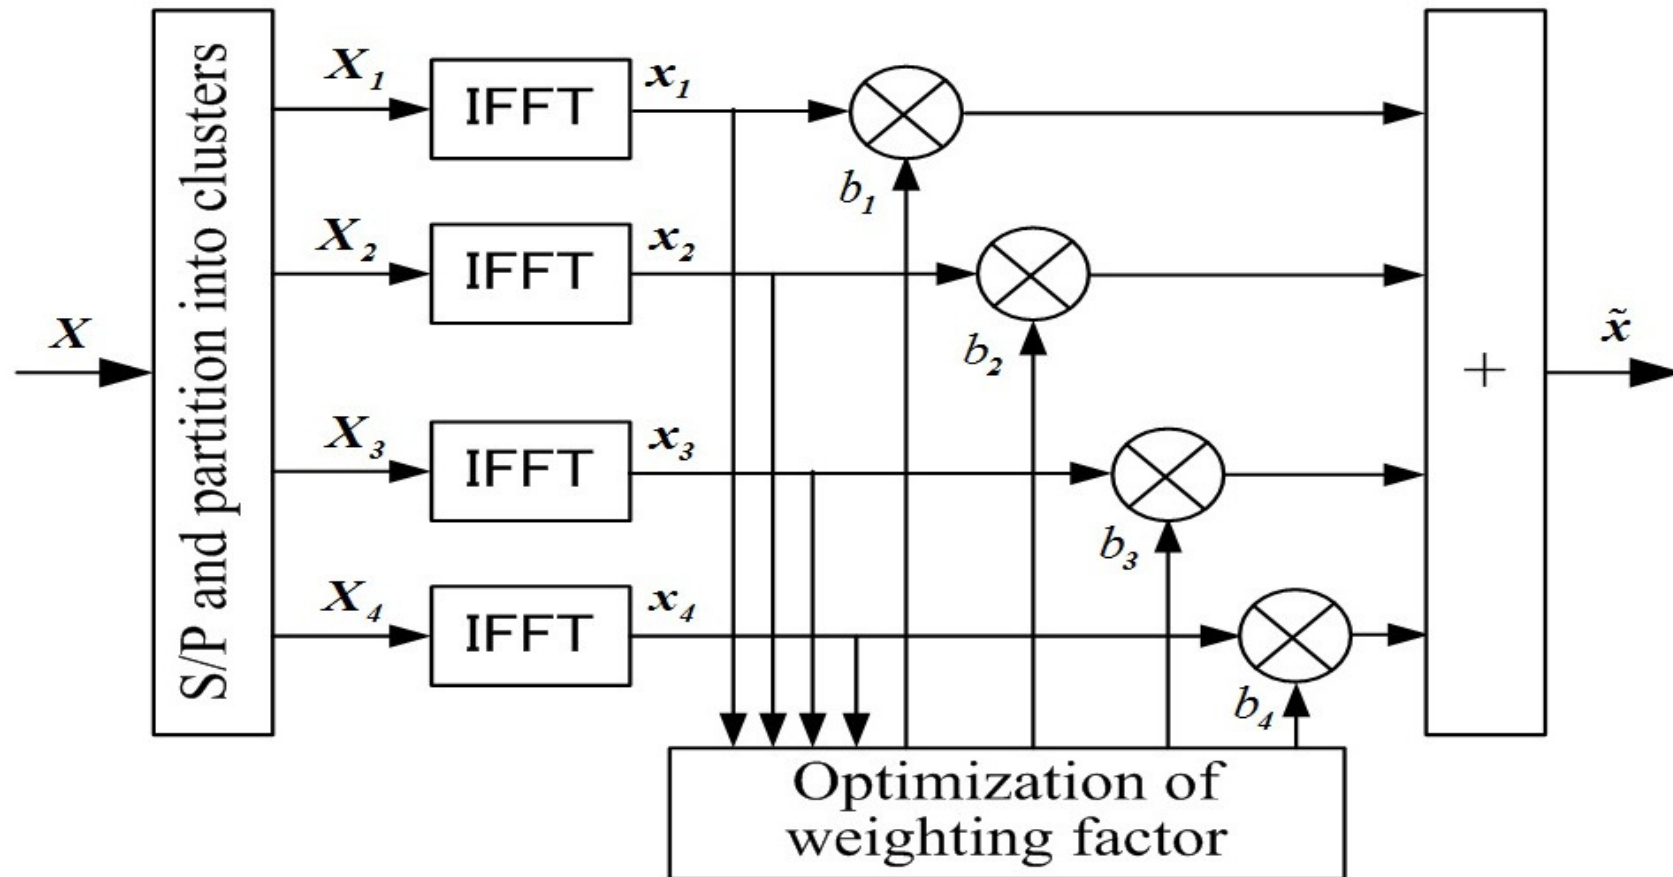 X
S/P and partition into clusters
X₁
IFFT
x₁
b₁
X₂
IFFT
x₂
b₂
X₃
IFFT
x₃
b₃
X₄
IFFT
x₄
b₄
Optimization of
weighting factor
+
x̃